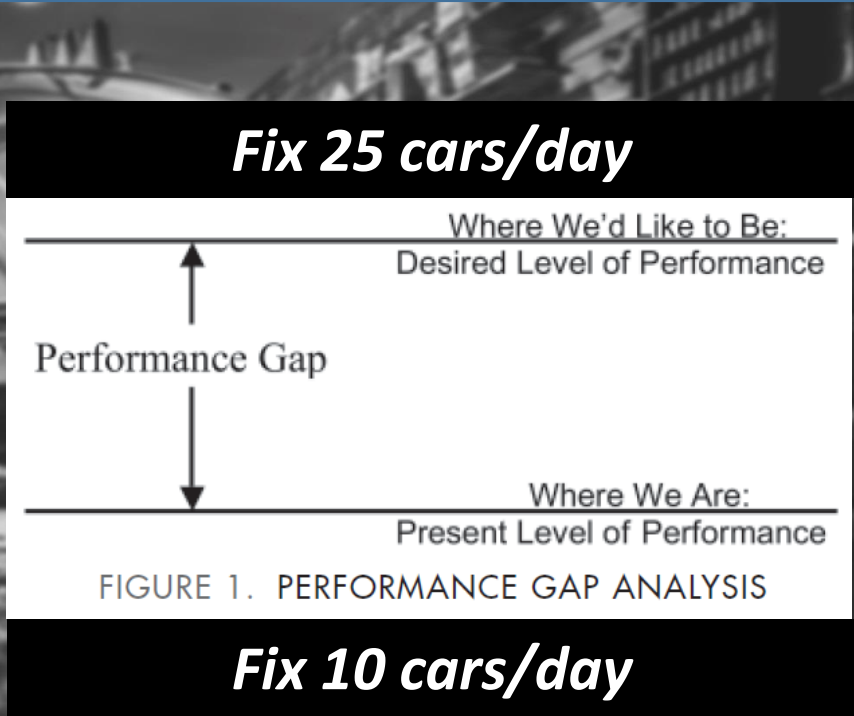 Fix 25 cars/day
Where We'd Like to Be:
Desired Level of Performance
Performance Gap
Where We Are:
Present Level of Performance
FIGURE 1. PERFORMANCE GAP ANALYSIS
Fix 10 cars/day